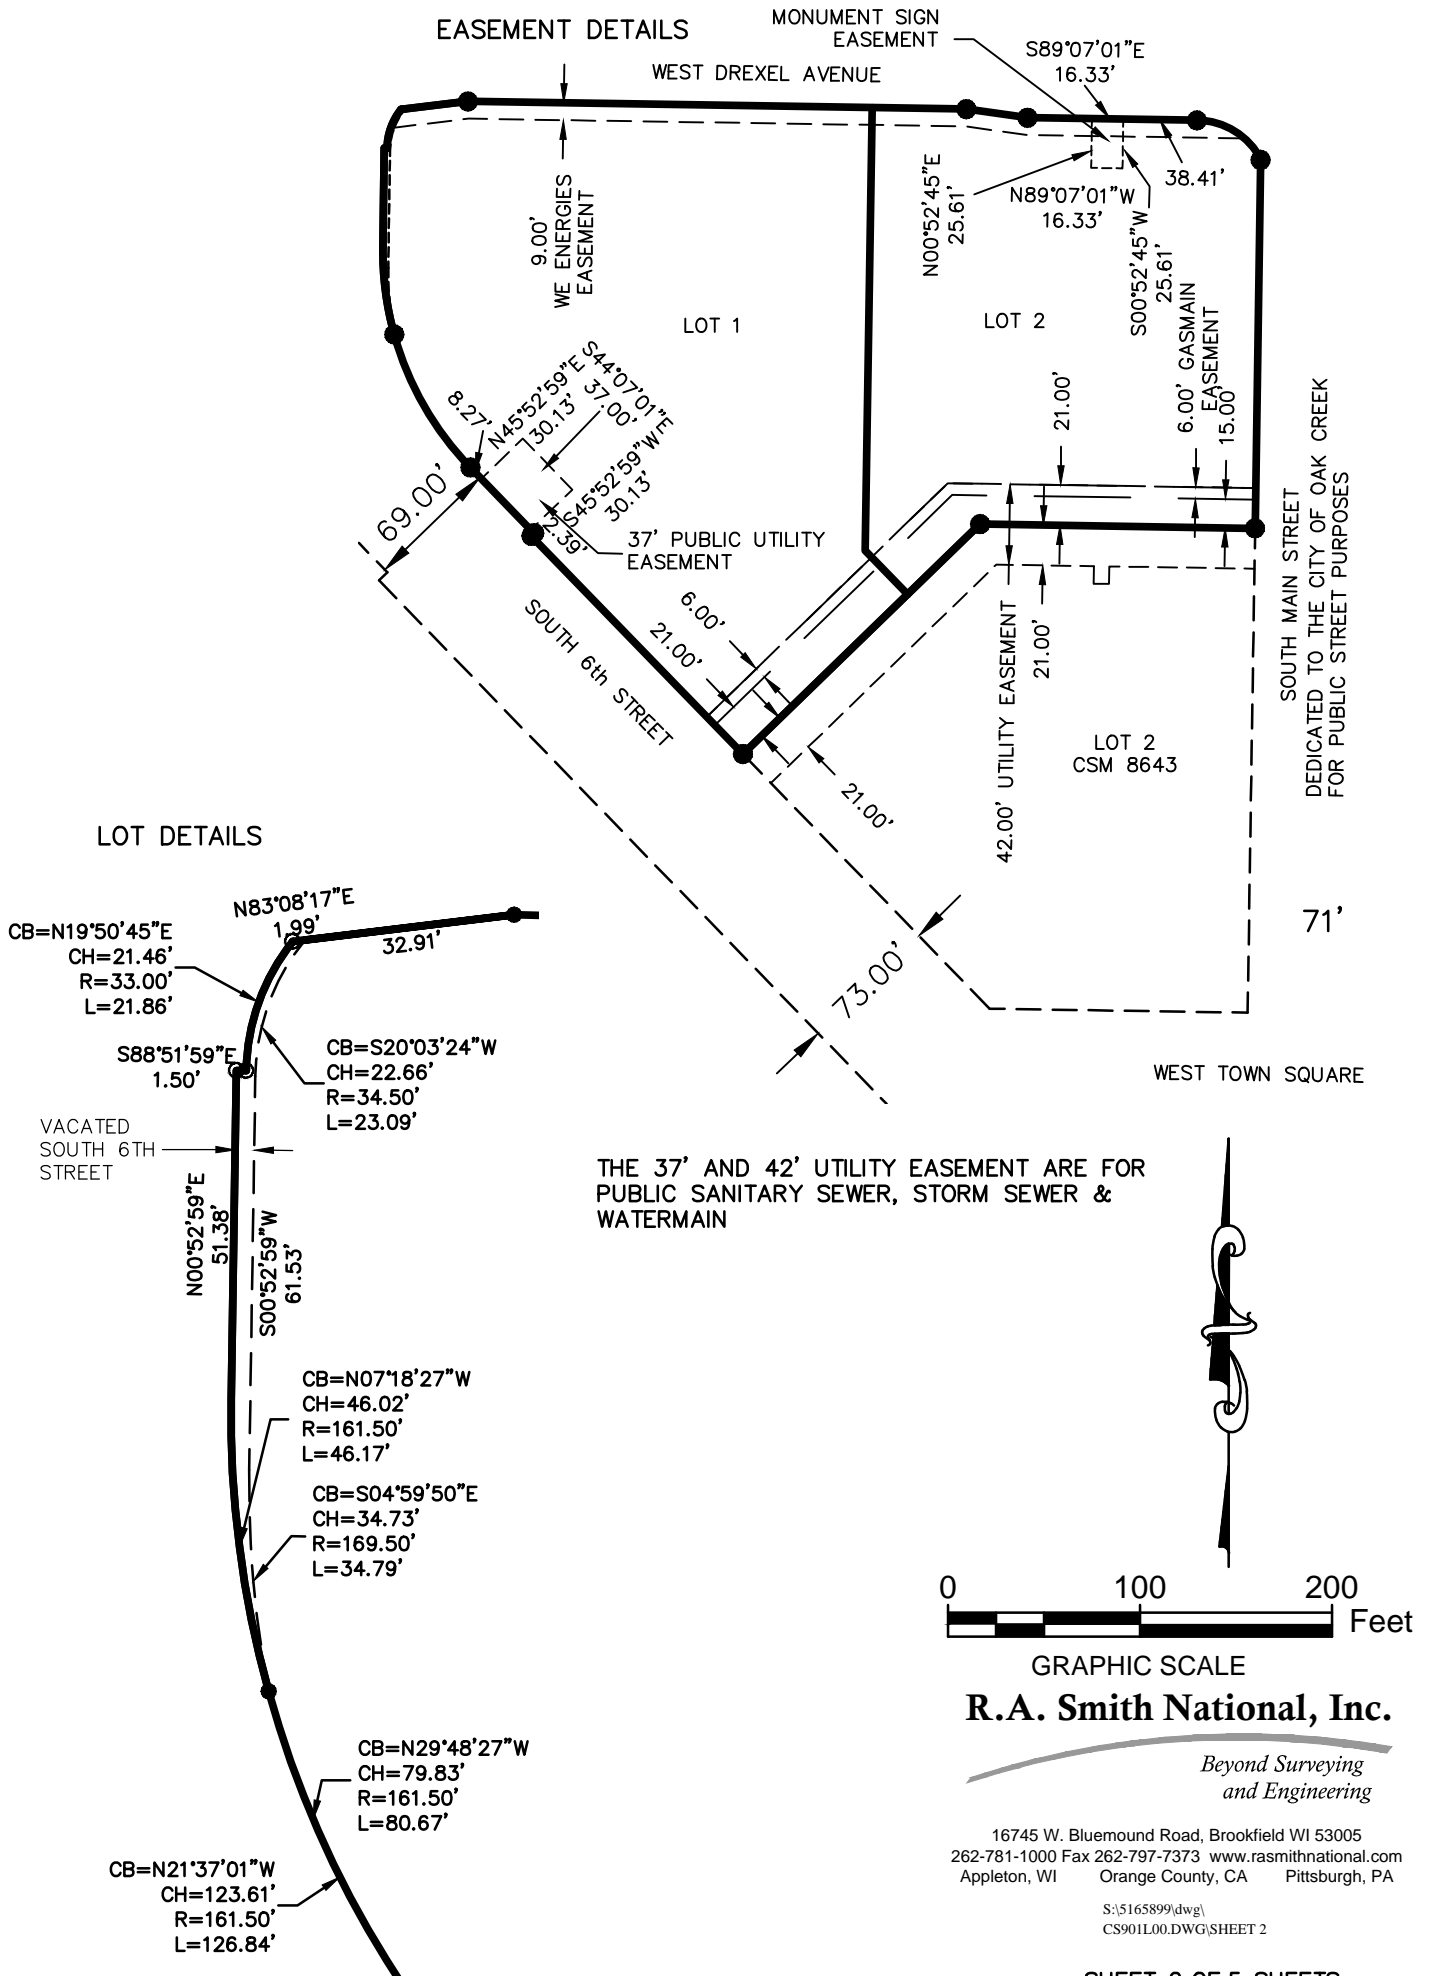 EASEMENT DETAILS
MONUMENT SIGN
EASEMENT
S89°07'01"E
16.33'
WEST DREXEL AVENUE
9.00'
WE ENERGIES
EASEMENT
N00°52'45"E
25.61'
N89°07'01"W
16.33'
38.41'
S00°52'45"W
25.61'
LOT 1
LOT 2
6.00' GASMAIN
EASEMENT
15.00'
21.00'
8.27'
N45°52'59"E
30.13'
S44°07'01"E
37.00'
S45°52'59"W
30.13'
12.39'
69.00'
37' PUBLIC UTILITY
EASEMENT
SOUTH 6th STREET
6.00'
21.00'
42.00' UTILITY EASEMENT
21.00'
21.00'
LOT 2
CSM 8643
SOUTH MAIN STREET
DEDICATED TO THE CITY OF OAK CREEK
FOR PUBLIC STREET PURPOSES
71'
73.00'
WEST TOWN SQUARE
LOT DETAILS
N83°08'17"E
1.99'
32.91'
CB=N19°50'45"E
CH=21.46'
R=33.00'
L=21.86'
S88°51'59"E
1.50'
CB=S20°03'24"W
CH=22.66'
R=34.50'
L=23.09'
VACATED
SOUTH 6TH
STREET
N00°52'59"E
51.38'
S00°52'59"W
61.53'
THE 37' AND 42' UTILITY EASEMENT ARE FOR
PUBLIC SANITARY SEWER, STORM SEWER &
WATERMAIN
CB=N07°18'27"W
CH=46.02'
R=161.50'
L=46.17'
CB=S04°59'50"E
CH=34.73'
R=169.50'
L=34.79'
CB=N29°48'27"W
CH=79.83'
R=161.50'
L=80.67'
CB=N21°37'01"W
CH=123.61'
R=161.50'
L=126.84'
0 100 200
Feet
GRAPHIC SCALE
R.A. Smith National, Inc.
Beyond Surveying
and Engineering
16745 W. Bluemound Road, Brookfield WI 53005
262-781-1000 Fax 262-797-7373 www.rasmithnational.com
Appleton, WI Orange County, CA Pittsburgh, PA
S:\5165899\dwg\
CS901L00.DWG\SHEET 2
SHEET 2 OF 5 SHEETS